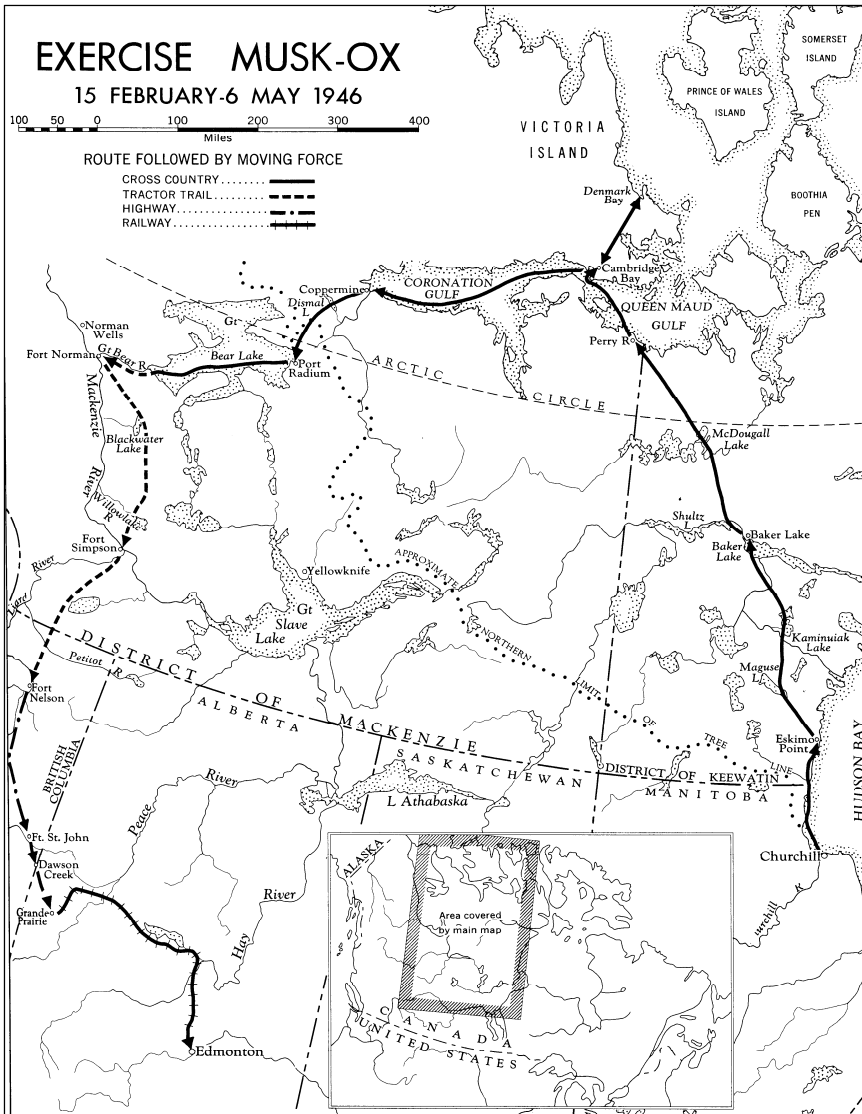 EXERCISE MUSK-OX
15 FEBRUARY-6 MAY 1946
100 50 0 100 200 300 400
Miles
ROUTE FOLLOWED BY MOVING FORCE
CROSS COUNTRY
TRACTOR TRAIL
HIGHWAY
RAILWAY
SOMERSET
ISLAND
PRINCE OF WALES
ISLAND
VICTORIA
ISLAND
BOOTHIA
PEN
Denmark
Bay
Cambridge
Bay
CORONATION
GULF
QUEEN MAUD
GULF
Coppermine
Dismal
L
Perry R
Norman
Wells
Fort Norman
Gt Bear R
Gt
Bear Lake
Port
Radium
ARCTIC CIRCLE
Mackenzie
River
Blackwater
Lake
McDougall
Lake
Willowlake
R
Fort
Simpson
Shultz
L
Baker Lake
Baker
Lake
Liard River
Yellowknife
Gt
Slave
Lake
APPROXIMATE NORTHERN LIMIT OF TREE LINE
Kaminuiak
Lake
Maguse
L
Petitot R
Fort
Nelson
DISTRICT OF MACKENZIE
ALBERTA
SASKATCHEWAN
DISTRICT OF KEEWATIN
MANITOBA
Eskimo
Point
HUDSON BAY
BRITISH
COLUMBIA
Peace River
L Athabaska
Ft. St. John
Dawson
Creek
Grande
Prairie
Hay River
Churchill
Churchill R
Edmonton
ALASKA
Area covered
by main map
CANADA
UNITED STATES